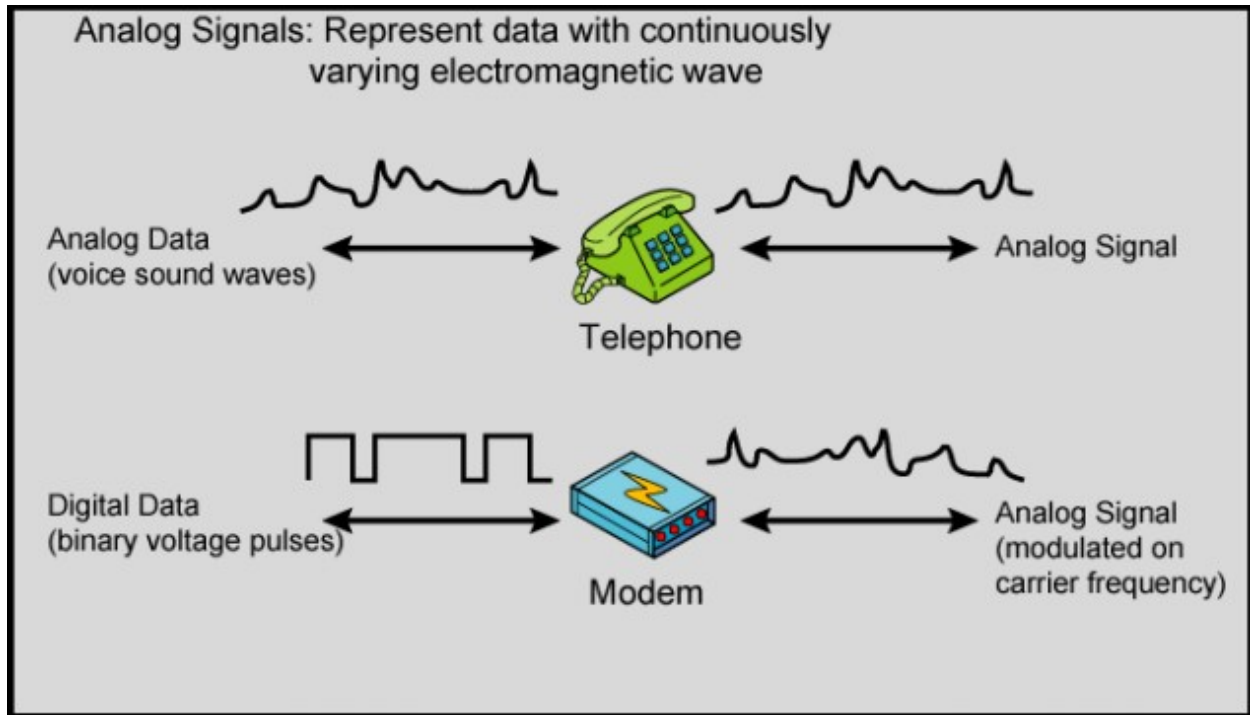 Analog Signals: Represent data with continuously
varying electromagnetic wave
Analog Data
(voice sound waves)
Analog Signal
Telephone
Digital Data
(binary voltage pulses)
Analog Signal
(modulated on
carrier frequency)
Modem